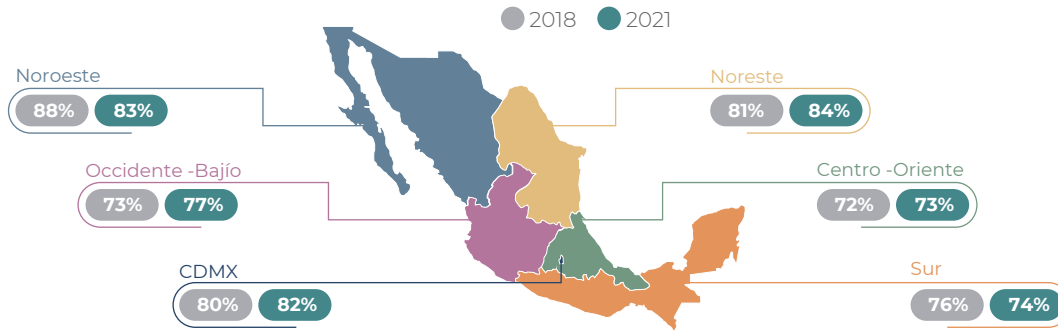 2018 2021
Noroeste
88% 83%
Noreste
81% 84%
Occidente -Bajío
73% 77%
Centro -Oriente
72% 73%
CDMX
80% 82%
Sur
76% 74%